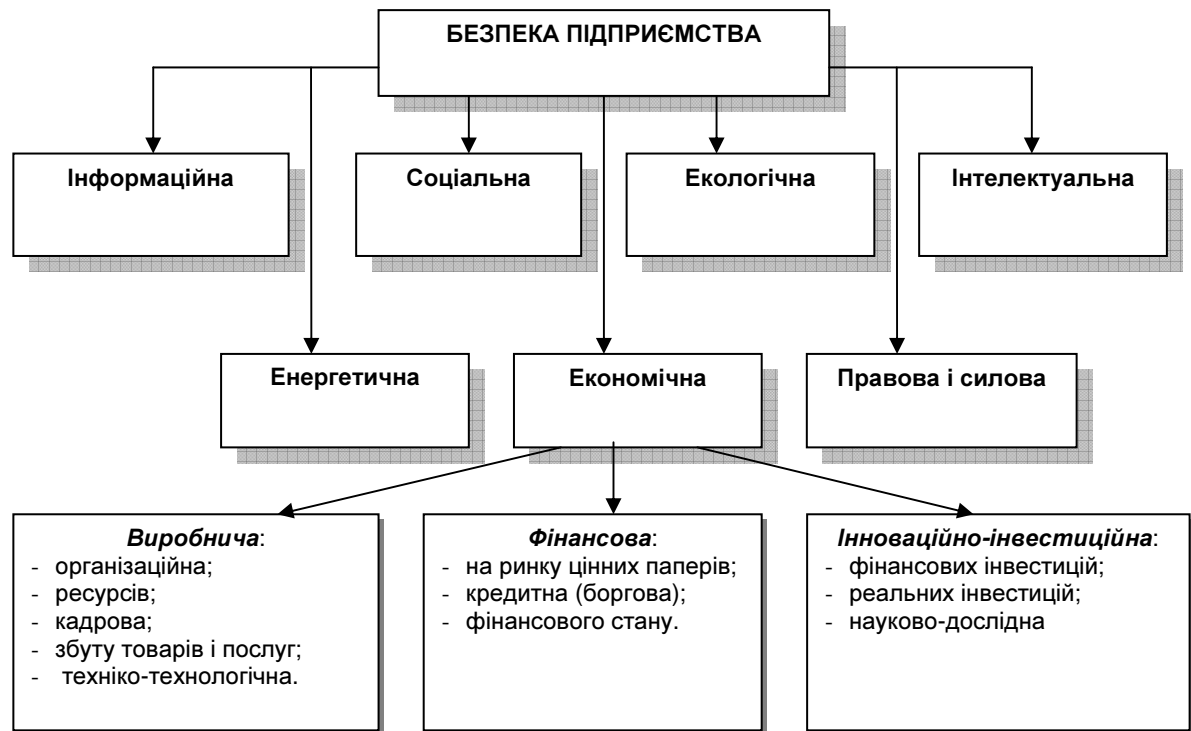 БЕЗПЕКА ПІДПРИЄМСТВА
Інформаційна
Соціальна
Екологічна
Інтелектуальна
Енергетична
Економічна
Правова і силова
Виробнича:
- організаційна;
- ресурсів;
- кадрова;
- збуту товарів і послуг;
- техніко-технологічна.
Фінансова:
- на ринку цінних паперів;
- кредитна (боргова);
- фінансового стану.
Інноваційно-інвестиційна:
- фінансових інвестицій;
- реальних інвестицій;
- науково-дослідна